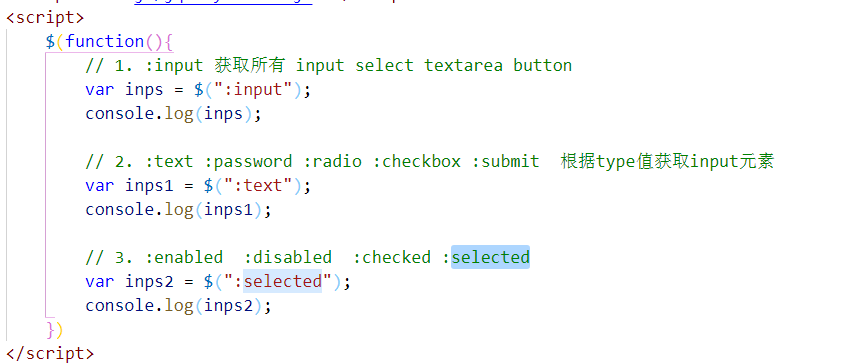 <script>
$(function(){
// 1. :input 获取所有 input select textarea button
var inps = $(":input");
console.log(inps);
// 2. :text :password :radio :checkbox :submit  根据type值获取input元素
var inps1 = $(":text");
console.log(inps1);
// 3. :enabled  :disabled  :checked :selected
var inps2 = $(":selected");
console.log(inps2);
})
</script>